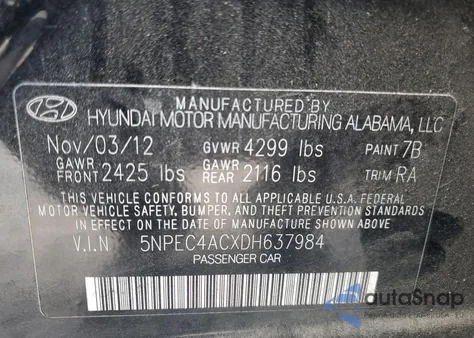 MANUFACTURED BY
HYUNDAI MOTOR MANUFACTURING ALABAMA, LLC
Nov/03/12 GVWR 4299 lbs PAINT 7B
GAWR FRONT 2425 lbs GAWR REAR 2116 lbs TRIM RA
THIS VEHICLE CONFORMS TO ALL APPLICABLE U.S.A. FEDERAL
MOTOR VEHICLE SAFETY, BUMPER, AND THEFT PREVENTION
STANDARDS IN EFFECT ON THE DATE OF MANUFACTURE SHOWN ABOVE.
V.I.N 5NPEC4ACXDH637984
PASSENGER CAR
autoSnap